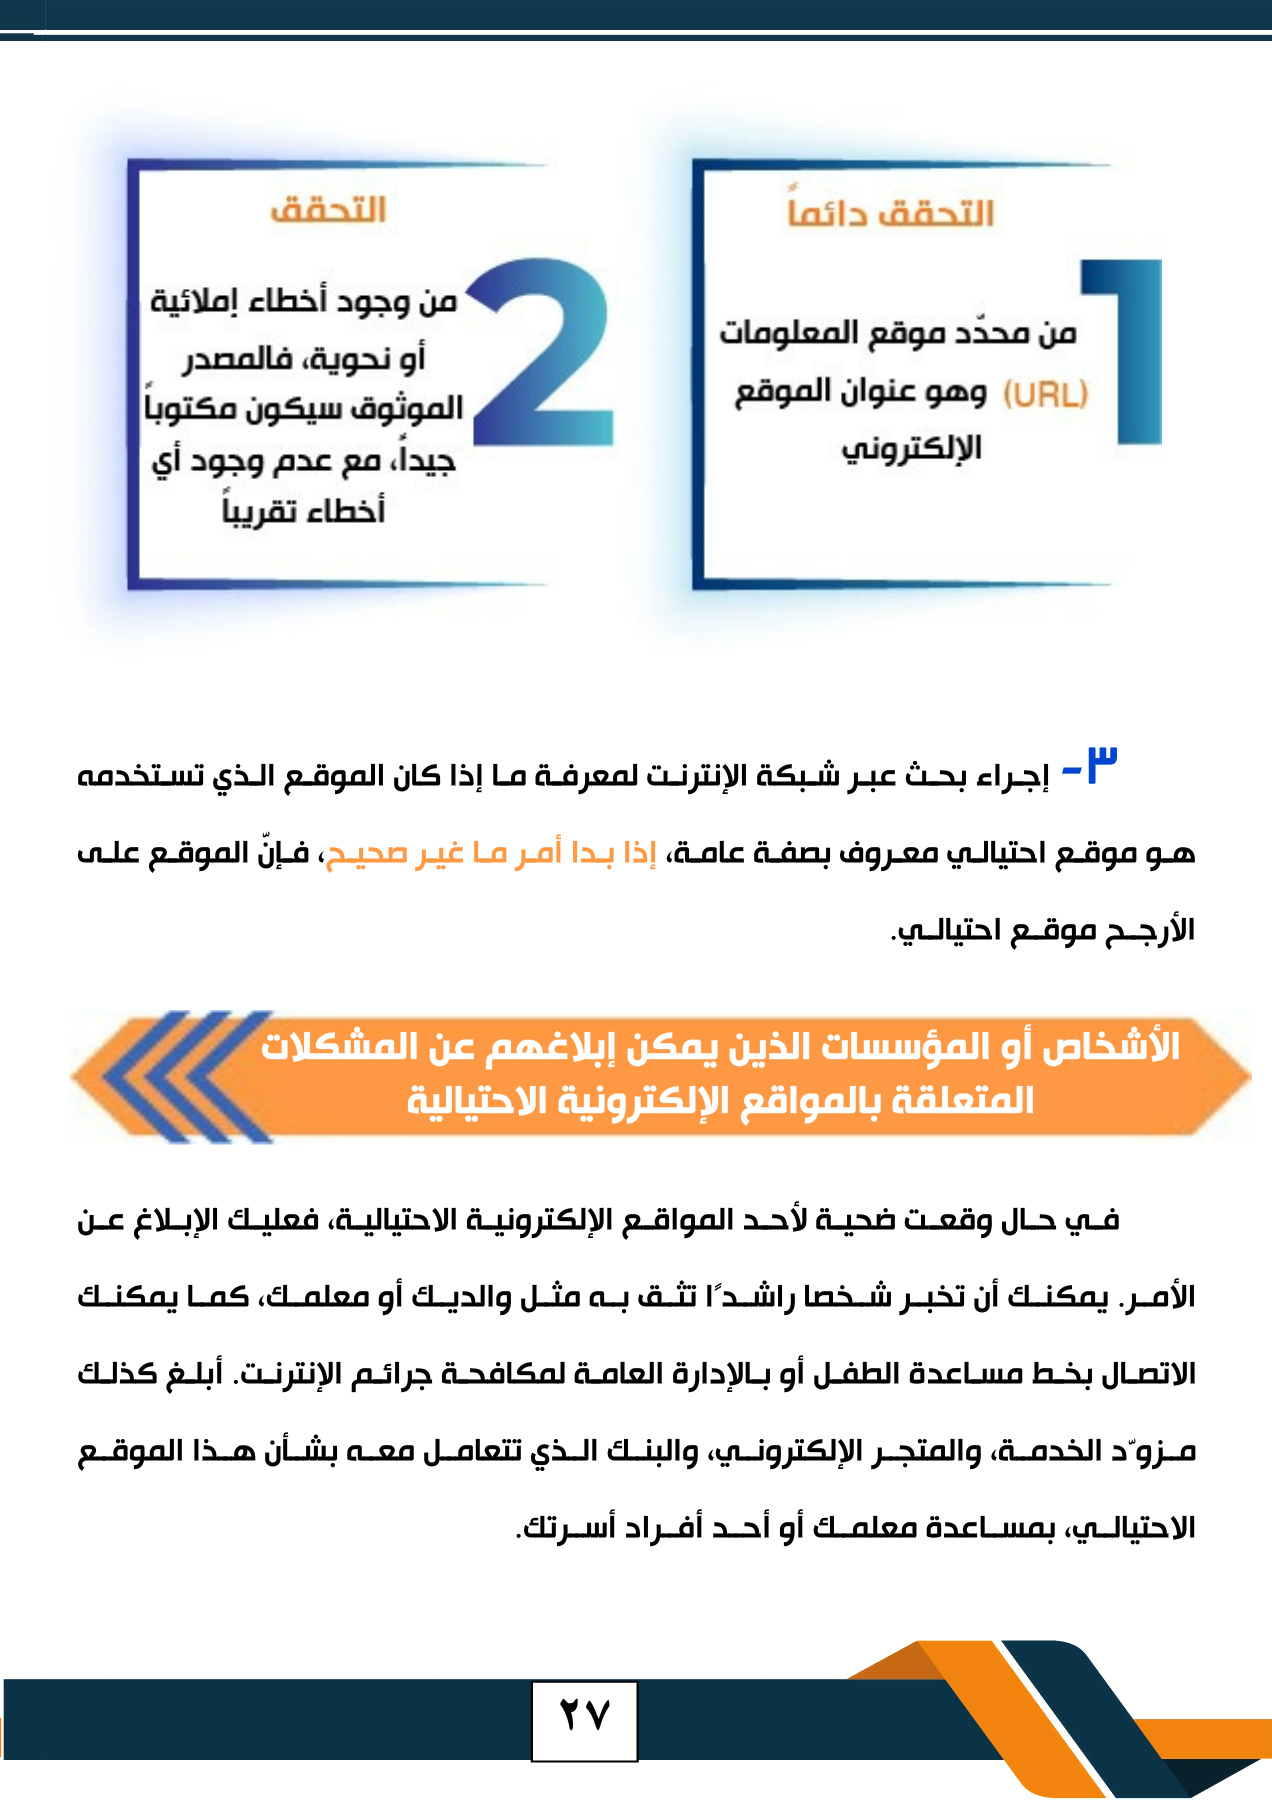 التحقق دائماً
1
من محدّد موقع المعلومات
(URL) وهو عنوان الموقع
الإلكتروني
التحقق
2
من وجود أخطاء إملائية
أو نحوية، فالمصدر
الموثوق سيكون مكتوباً
جيداً، مع عدم وجود أي
أخطاء تقريباً
٣- إجراء بحث عبر شبكة الإنترنت لمعرفة ما إذا كان الموقع الذي تستخدمه
هو موقع احتيالي معروف بصفة عامة، إذا بدا أمر ما غير صحيح، فإنّ الموقع على
الأرجح موقع احتيالي.
الأشخاص أو المؤسسات الذين يمكن إبلاغهم عن المشكلات
المتعلقة بالمواقع الإلكترونية الاحتيالية
في حال وقعت ضحية لأحد المواقع الإلكترونية الاحتيالية، فعليك الإبلاغ عن
الأمر. يمكنك أن تخبر شخصا راشدًا تثق به مثل والديك أو معلمك، كما يمكنك
الاتصال بخط مساعدة الطفل أو بالإدارة العامة لمكافحة جرائم الإنترنت. أبلغ كذلك
مزوّد الخدمة، والمتجر الإلكتروني، والبنك الذي تتعامل معه بشأن هذا الموقع
الاحتيالي، بمساعدة معلمك أو أحد أفراد أسرتك.
٢٧